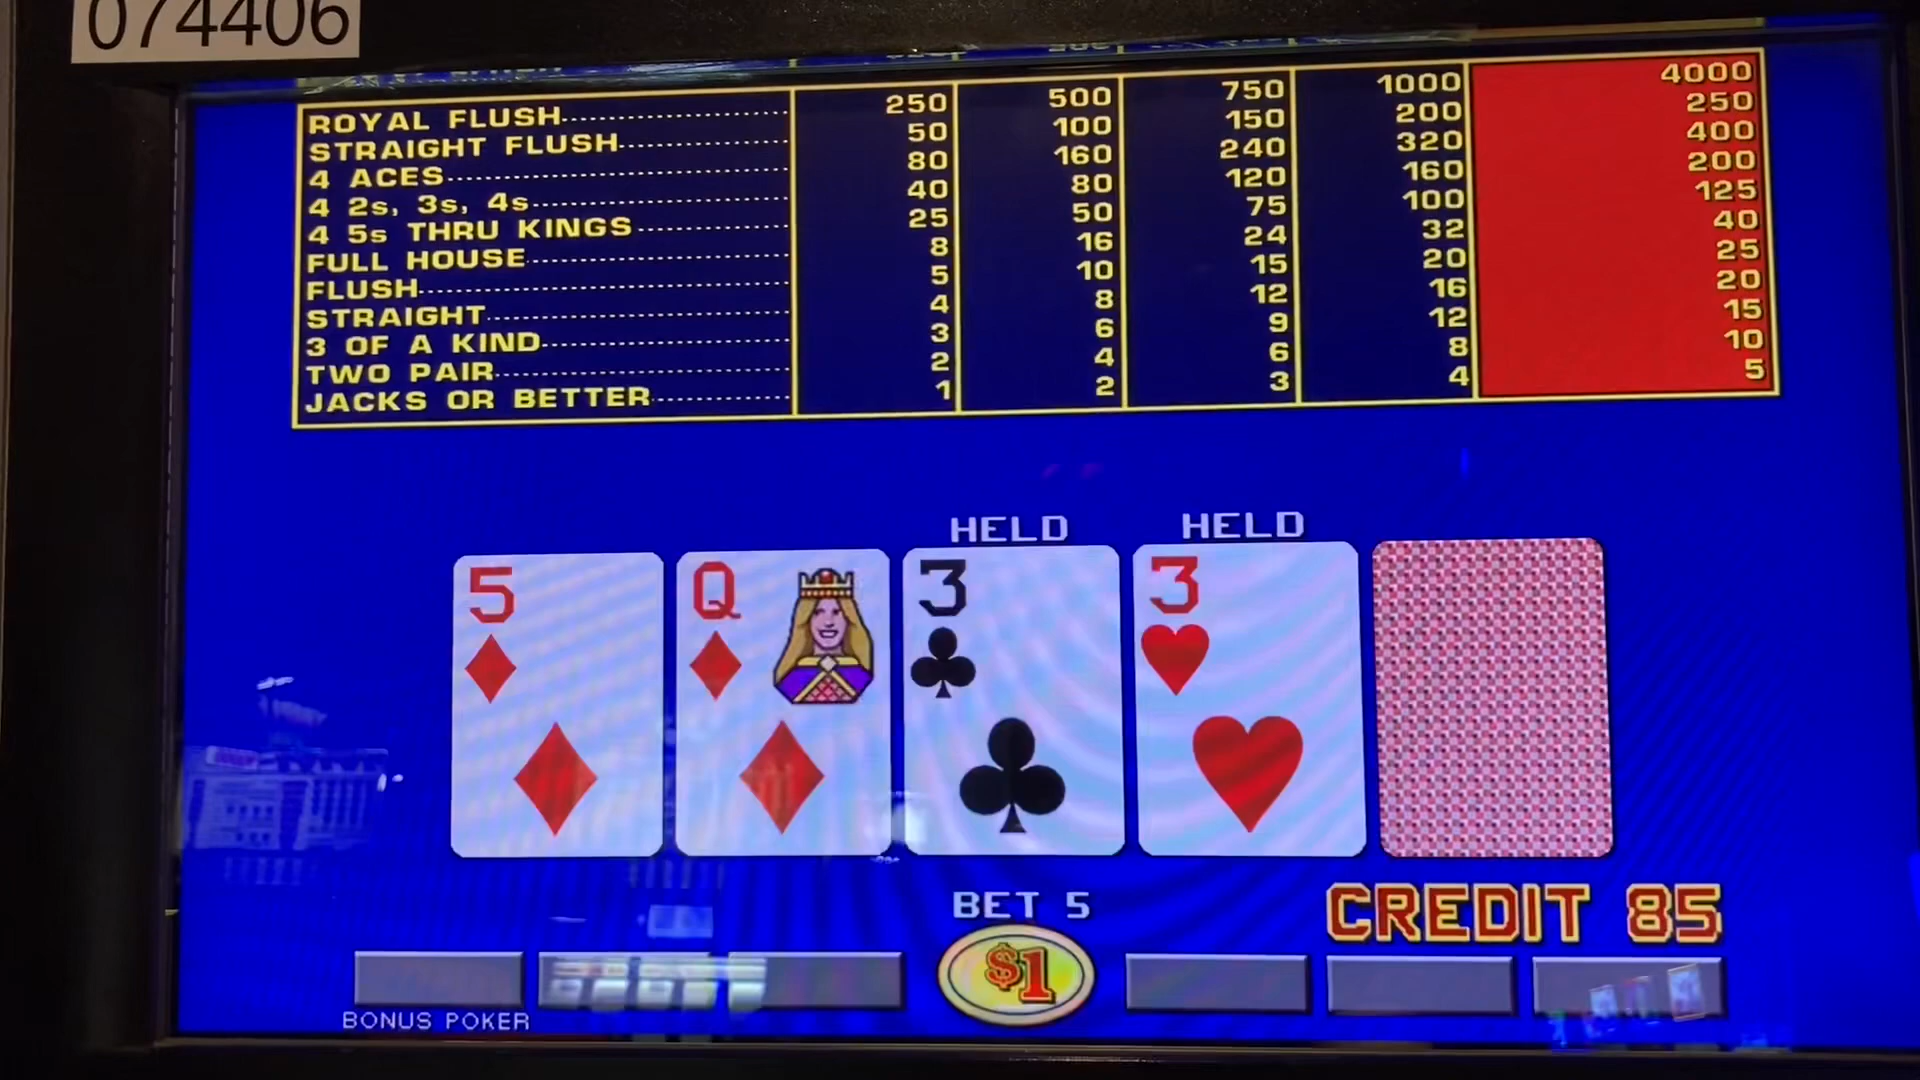 074406
ROYAL FLUSH 250 500 750 1000 4000
STRAIGHT FLUSH 50 100 150 200 250
4 ACES 80 160 240 320 400
4 2s, 3s, 4s 40 80 120 160 200
4 5s THRU KINGS 25 50 75 100 125
FULL HOUSE 8 16 24 32 40
FLUSH 5 10 15 20 25
STRAIGHT 4 8 12 16 20
3 OF A KIND 3 6 9 12 15
TWO PAIR 2 4 6 8 10
JACKS OR BETTER 1 2 3 4 5
HELD HELD
5 Q 3 3
BET 5
CREDIT 85
$1
BONUS POKER